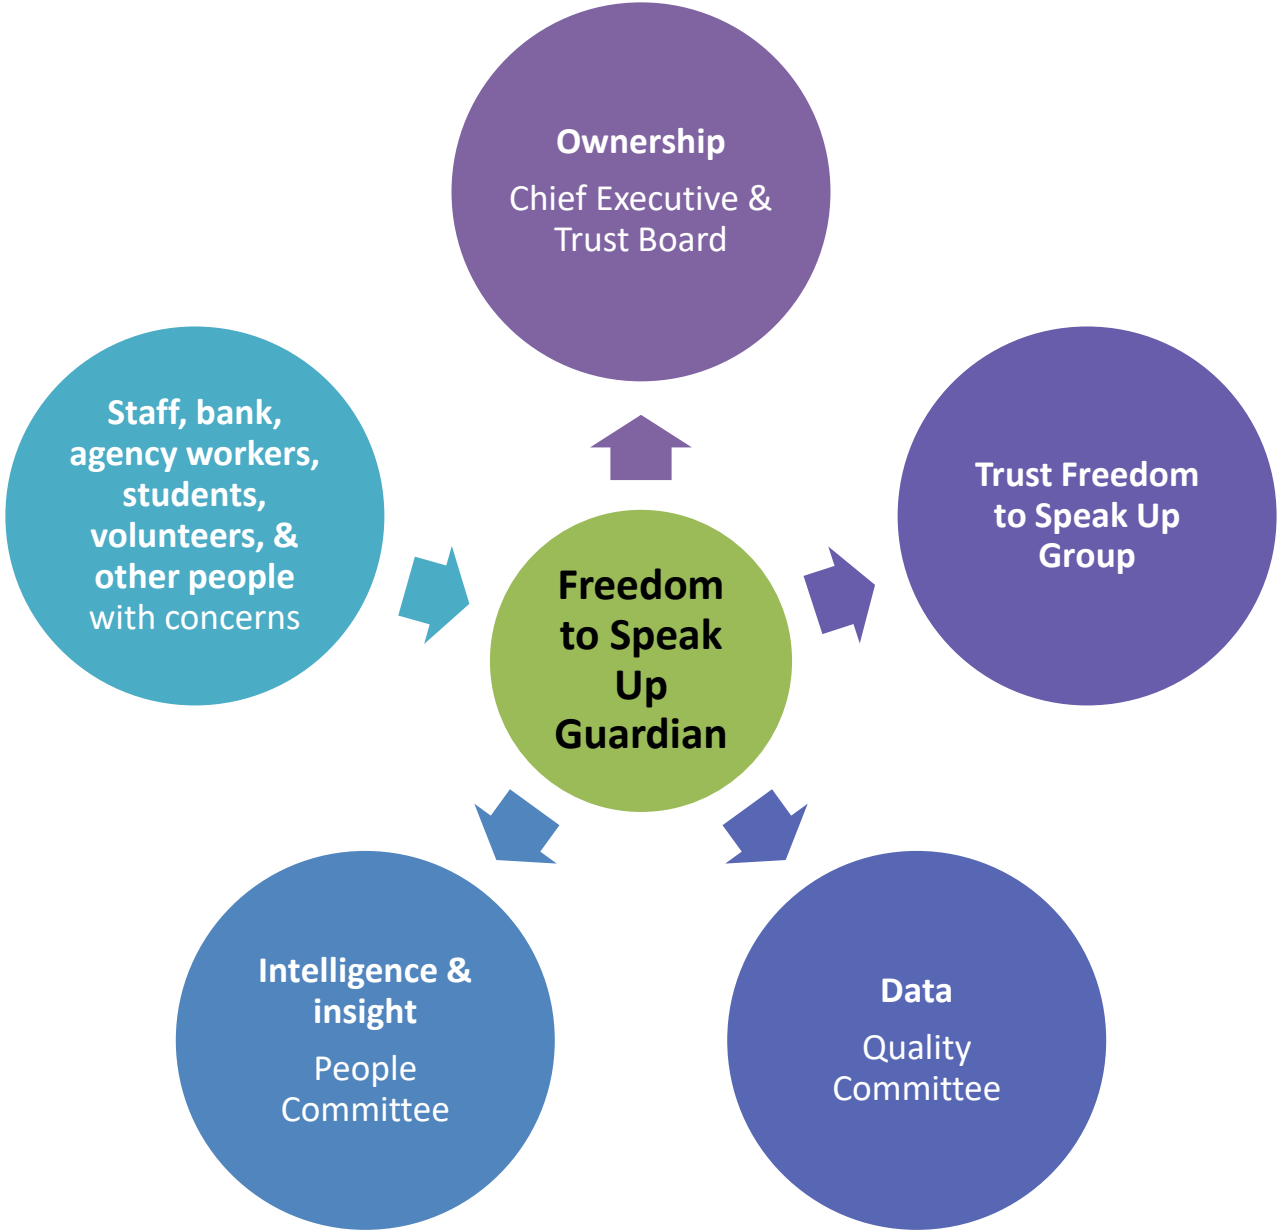 Ownership
Chief Executive &
Trust Board
Staff, bank,
agency workers,
students,
volunteers, &
other people
with concerns
Trust Freedom
to Speak Up
Group
Freedom
to Speak
Up
Guardian
Intelligence &
insight
People
Committee
Data
Quality
Committee